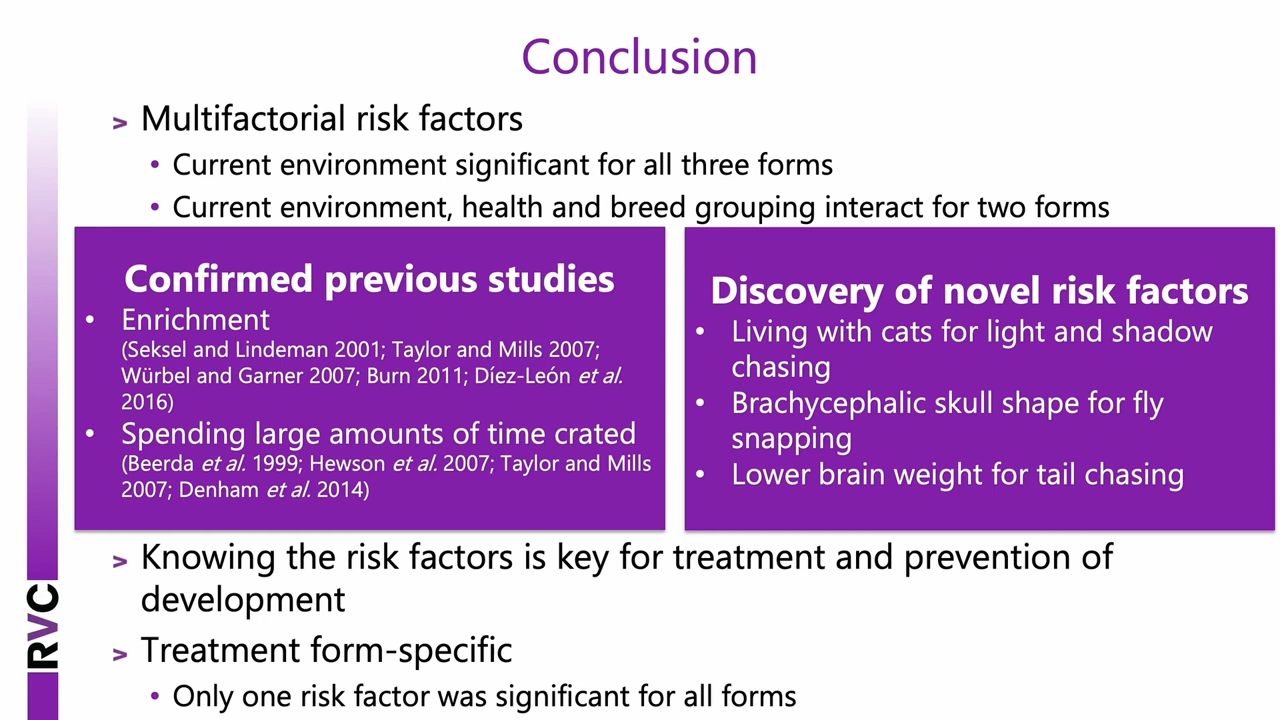 Conclusion
> Multifactorial risk factors
• Current environment significant for all three forms
• Current environment, health and breed grouping interact for two forms
Confirmed previous studies
• Enrichment
(Seksel and Lindeman 2001; Taylor and Mills 2007;
Würbel and Garner 2007; Burn 2011; Díez-León et al.
2016)
• Spending large amounts of time crated
(Beerda et al. 1999; Hewson et al. 2007; Taylor and Mills
2007; Denham et al. 2014)
Discovery of novel risk factors
• Living with cats for light and shadow
chasing
• Brachycephalic skull shape for fly
snapping
• Lower brain weight for tail chasing
> Knowing the risk factors is key for treatment and prevention of
development
> Treatment form-specific
• Only one risk factor was significant for all forms
RVC